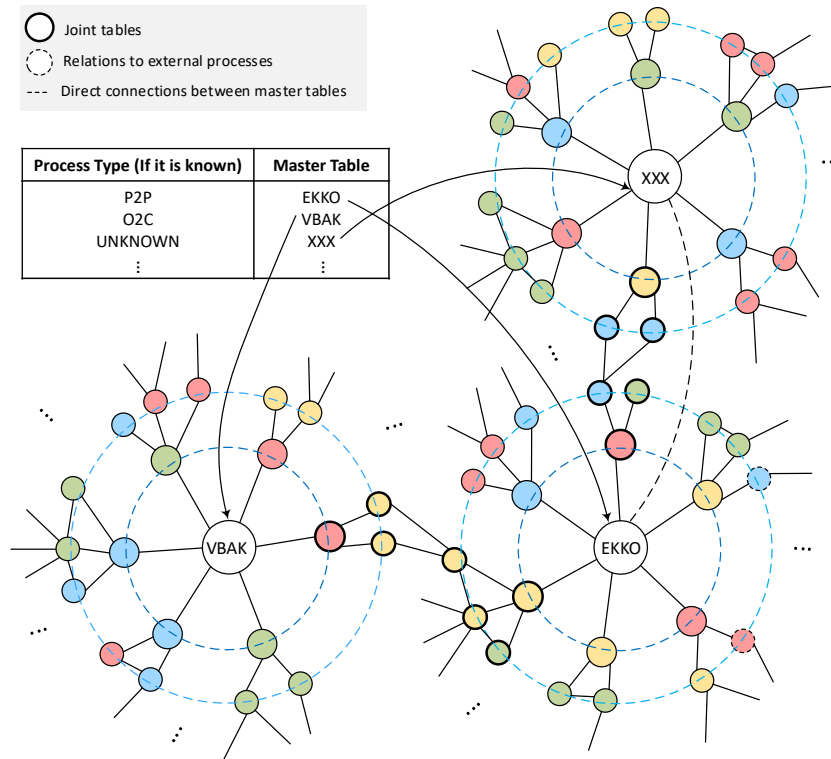 Joint tables
Relations to external processes
Direct connections between master tables
Process Type (If it is known) Master Table
P2P EKKO
O2C VBAK
UNKNOWN XXX
⋮ ⋮
XXX
...
...
...
...
VBAK
EKKO
...
...
...
...